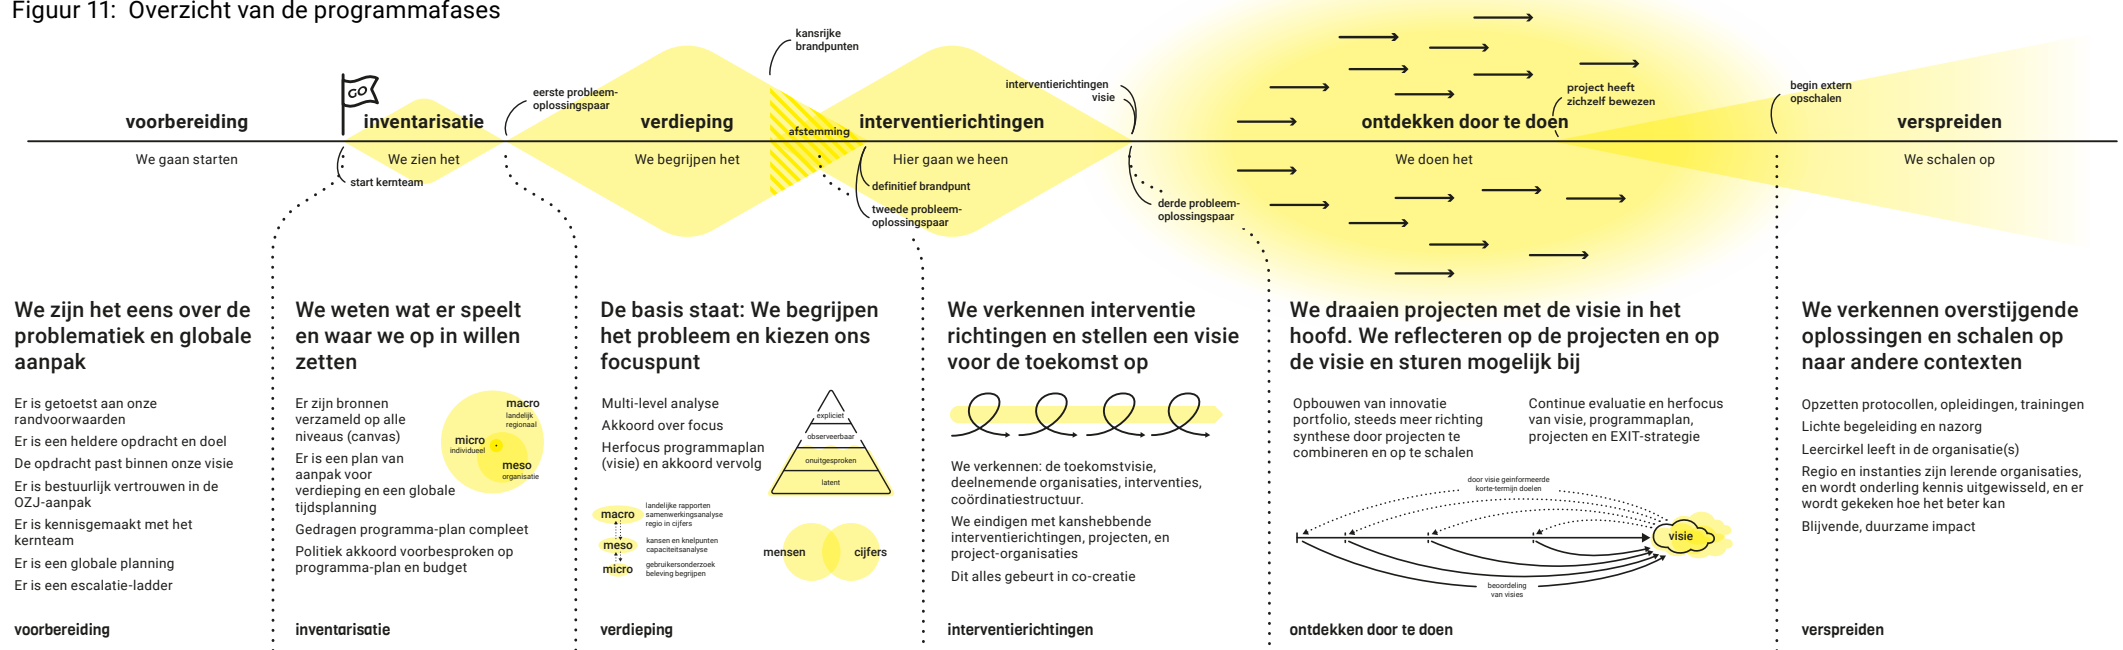 Figuur 11: Overzicht van de programmafases
kansrijke
brandpunten
GO
eerste probleem-
oplossingspaar
interventierichtingen
visie
project heeft
zichzelf bewezen
begin extern
opschalen
voorbereiding
inventarisatie
verdieping
afstemming
interventierichtingen
ontdekken door te doen
verspreiden
We gaan starten
We zien het
We begrijpen het
Hier gaan we heen
We doen het
We schalen op
start kernteam
definitief brandpunt
tweede probleem-
oplossingspaar
derde probleem-
oplossingspaar
We zijn het eens over de
problematiek en globale
aanpak
Er is getoetst aan onze
randvoorwaarden
Er is een heldere opdracht en doel
De opdracht past binnen onze visie
Er is bestuurlijk vertrouwen in de
OZJ-aanpak
Er is kennisgemaakt met het
kernteam
Er is een globale planning
Er is een escalatie-ladder
voorbereiding
We weten wat er speelt
en waar we op in willen
zetten
Er zijn bronnen
verzameld op alle
niveaus (canvas)
Er is een plan van
aanpak voor
verdieping en een globale
tijdsplanning
Gedragen programma-plan compleet
Politiek akkoord voorbesproken op
programma-plan en budget
macro
landelijk
regionaal
micro
individueel
meso
organisatie
inventarisatie
De basis staat: We begrijpen
het probleem en kiezen ons
focuspunt
Multi-level analyse
Akkoord over focus
Herfocus programmaplan
(visie) en akkoord vervolg
expliciet
observeerbaar
onuitgesproken
latent
macro
landelijke rapporten
samenwerkingsanalyse
regio in cijfers
meso
kansen en knelpunten
capaciteitsanalyse
micro
gebruikersonderzoek
beleving begrijpen
mensen
cijfers
verdieping
We verkennen interventie
richtingen en stellen een visie
voor de toekomst op
We verkennen: de toekomstvisie,
deelnemende organisaties, interventies,
coördinatiestructuur.
We eindigen met kanshebbende
interventierichtingen, projecten, en
project-organisaties
Dit alles gebeurt in co-creatie
interventierichtingen
We draaien projecten met de visie in het
hoofd. We reflecteren op de projecten en op
de visie en sturen mogelijk bij
Opbouwen van innovatie
portfolio, steeds meer richting
synthese door projecten te
combineren en op te schalen
Continue evaluatie en herfocus
van visie, programmaplan,
projecten en EXIT-strategie
door visie geinformeerde
korte-termijn doelen
visie
beoordeling
van visies
ontdekken door te doen
We verkennen overstijgende
oplossingen en schalen op
naar andere contexten
Opzetten protocollen, opleidingen, trainingen
Lichte begeleiding en nazorg
Leercirkel leeft in de organisatie(s)
Regio en instanties zijn lerende organisaties,
en wordt onderling kennis uitgewisseld, en er
wordt gekeken hoe het beter kan
Blijvende, duurzame impact
verspreiden